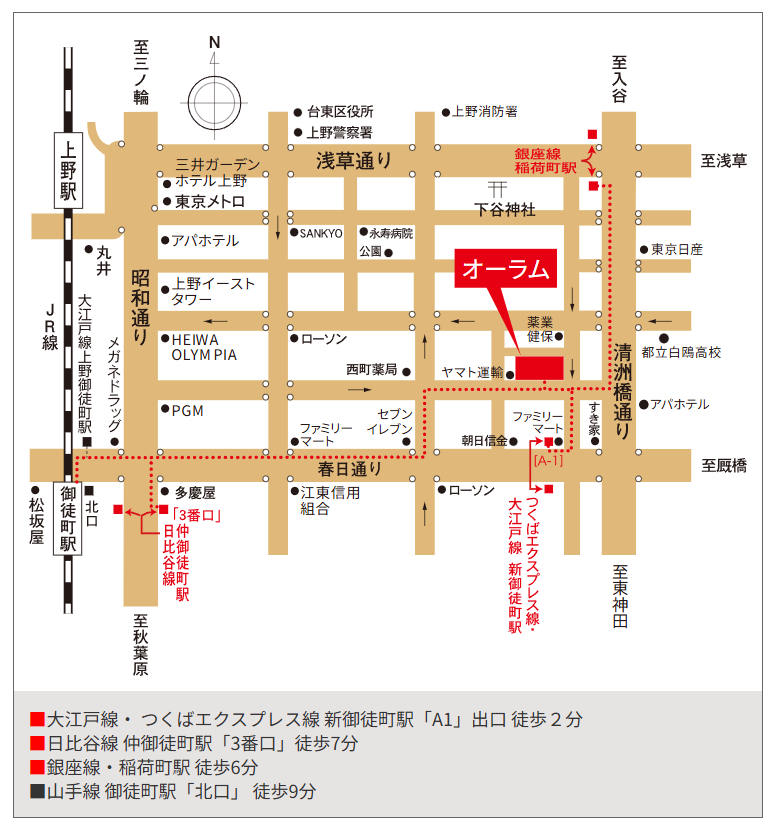 N
至三ノ輪
至入谷
台東区役所
上野警察署
上野消防署
上野駅
浅草通り
銀座線
稲荷町駅
至浅草
三井ガーデン
ホテル上野
東京メトロ
下谷神社
SANKYO
永寿病院
公園
アパホテル
東京日産
丸井
昭和通り
オーラム
上野イースト
タワー
JR線
大江戸線上野御徒町駅
メガネドラッグ
HEIWA
OLYMPIA
ローソン
薬業
健保
都立白鴎高校
清洲橋通り
西町薬局
ヤマト運輸
PGM
セブン
イレブン
ファミリー
マート
すき家
アパホテル
ファミリー
マート
朝日信金
[A-1]
春日通り
至厩橋
御徒町駅
松坂屋
北口
多慶屋
「3番口」
仲御徒町駅
日比谷線
江東信用
組合
ローソン
つくばエクスプレス線・
大江戸線 新御徒町駅
至秋葉原
至東神田
■大江戸線・ つくばエクスプレス線 新御徒町駅「A1」出口 徒歩２分
■日比谷線 仲御徒町駅「3番口」徒歩7分
■銀座線・稲荷町駅 徒歩6分
■山手線 御徒町駅「北口」 徒歩9分